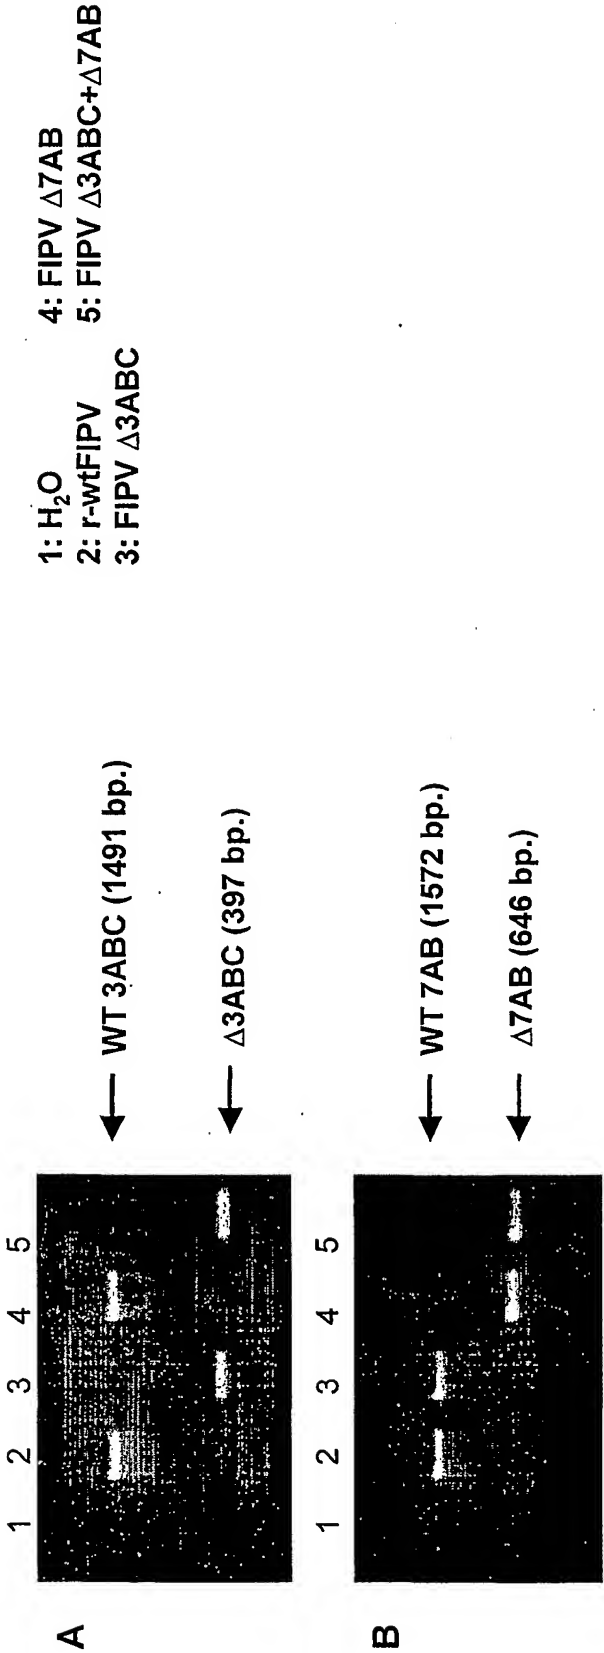 1: H₂O
2: r-wtFIPV
3: FIPV Δ3ABC
4: FIPV Δ7AB
5: FIPV Δ3ABC+Δ7AB
A
1 2 3 4 5
WT 3ABC (1491 bp.)
Δ3ABC (397 bp.)
B
1 2 3 4 5
WT 7AB (1572 bp.)
Δ7AB (646 bp.)